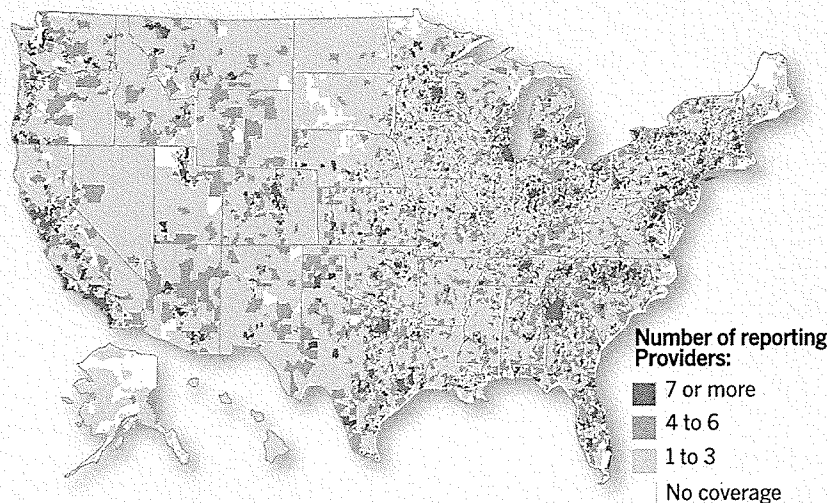 Number of reporting
Providers:
7 or more
4 to 6
1 to 3
No coverage